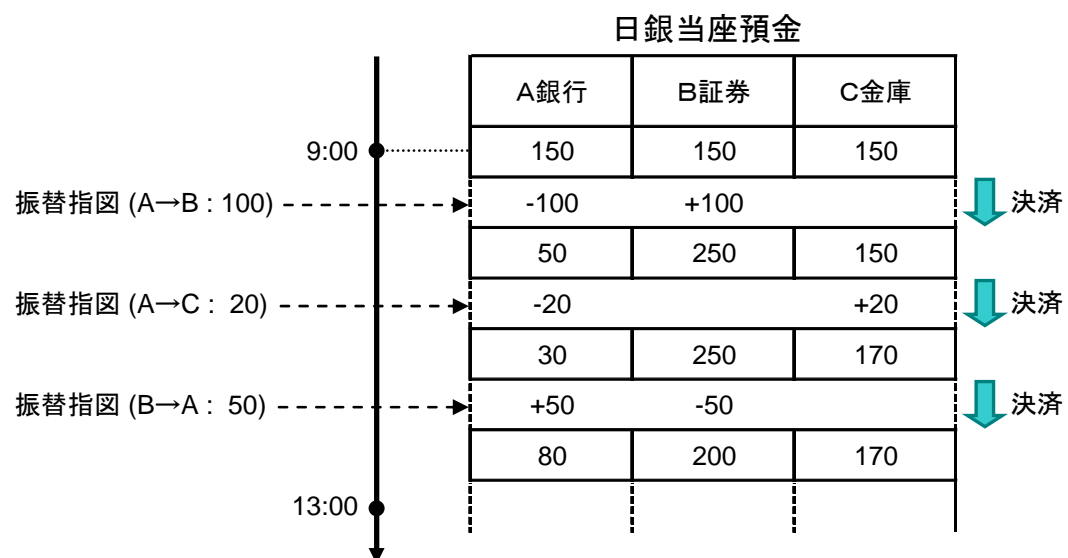 日銀当座預金
A銀行 B証券 C金庫
9:00 150 150 150
振替指図 (A→B : 100) -100 +100 決済
50 250 150
振替指図 (A→C : 20) -20 +20 決済
30 250 170
振替指図 (B→A : 50) +50 -50 決済
80 200 170
13:00